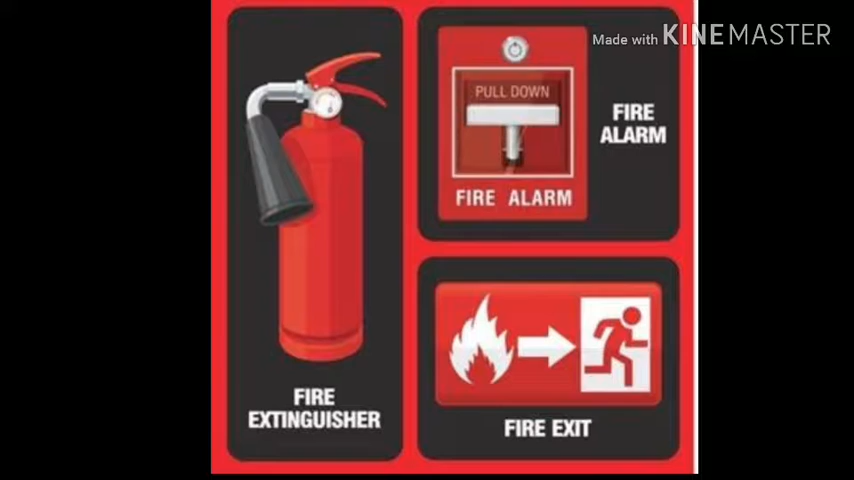 Made with KINEMASTER
PULL DOWN
FIRE ALARM
FIRE
ALARM
FIRE
EXTINGUISHER
FIRE EXIT